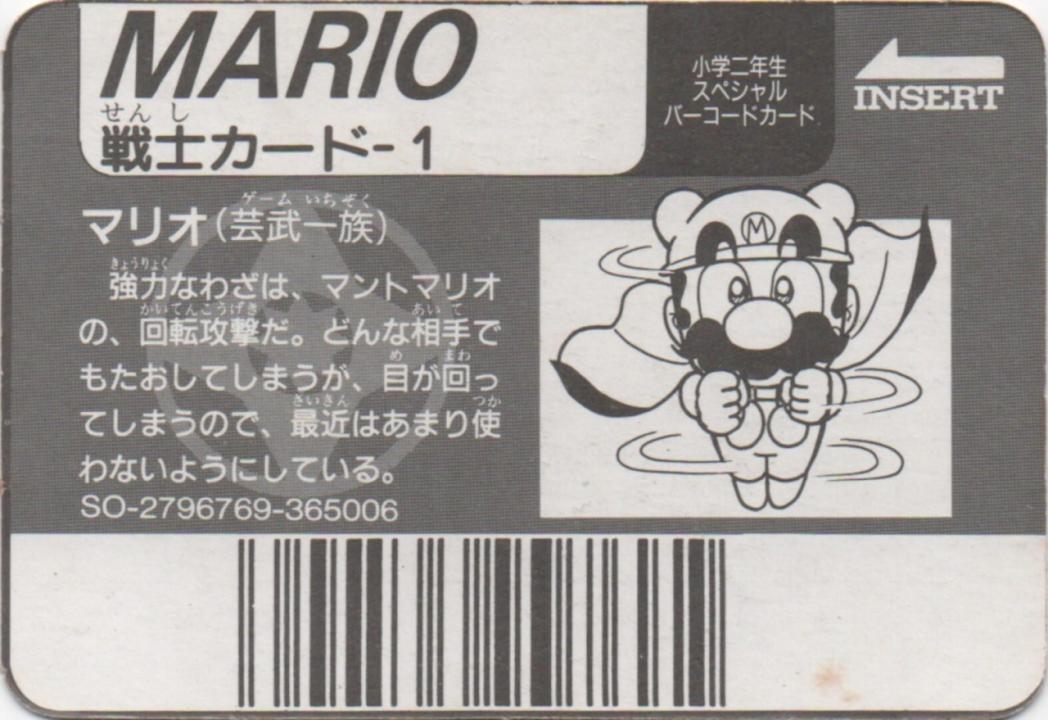 MARIO
せんし
戦士カード-1
小学二年生
スペシャル
バーコードカード
INSERT
ゲーム いちぞく
マリオ(芸武一族)
きょうりょく
強力なわざは、マントマリオ
かいてんこうげき あいて
の、回転攻撃だ。どんな相手で
め まわ
もたおしてしまうが、目が回っ
さいきん つか
てしまうので、最近はあまり使
わないようにしている。
SO-2796769-365006
M